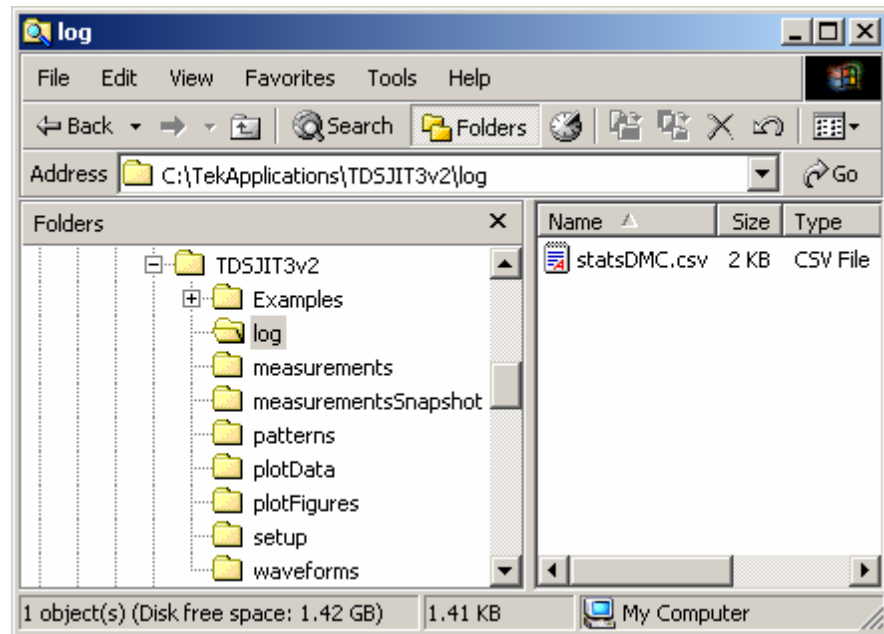 log
File Edit View Favorites Tools Help
Back Search Folders
Address C:\TekApplications\TDSJIT3v2\log Go
Folders
Name Size Type
TDSJIT3v2
Examples
log
measurements
measurementsSnapshot
patterns
plotData
plotFigures
setup
waveforms
statsDMC.csv 2 KB CSV File
1 object(s) (Disk free space: 1.42 GB) 1.41 KB My Computer